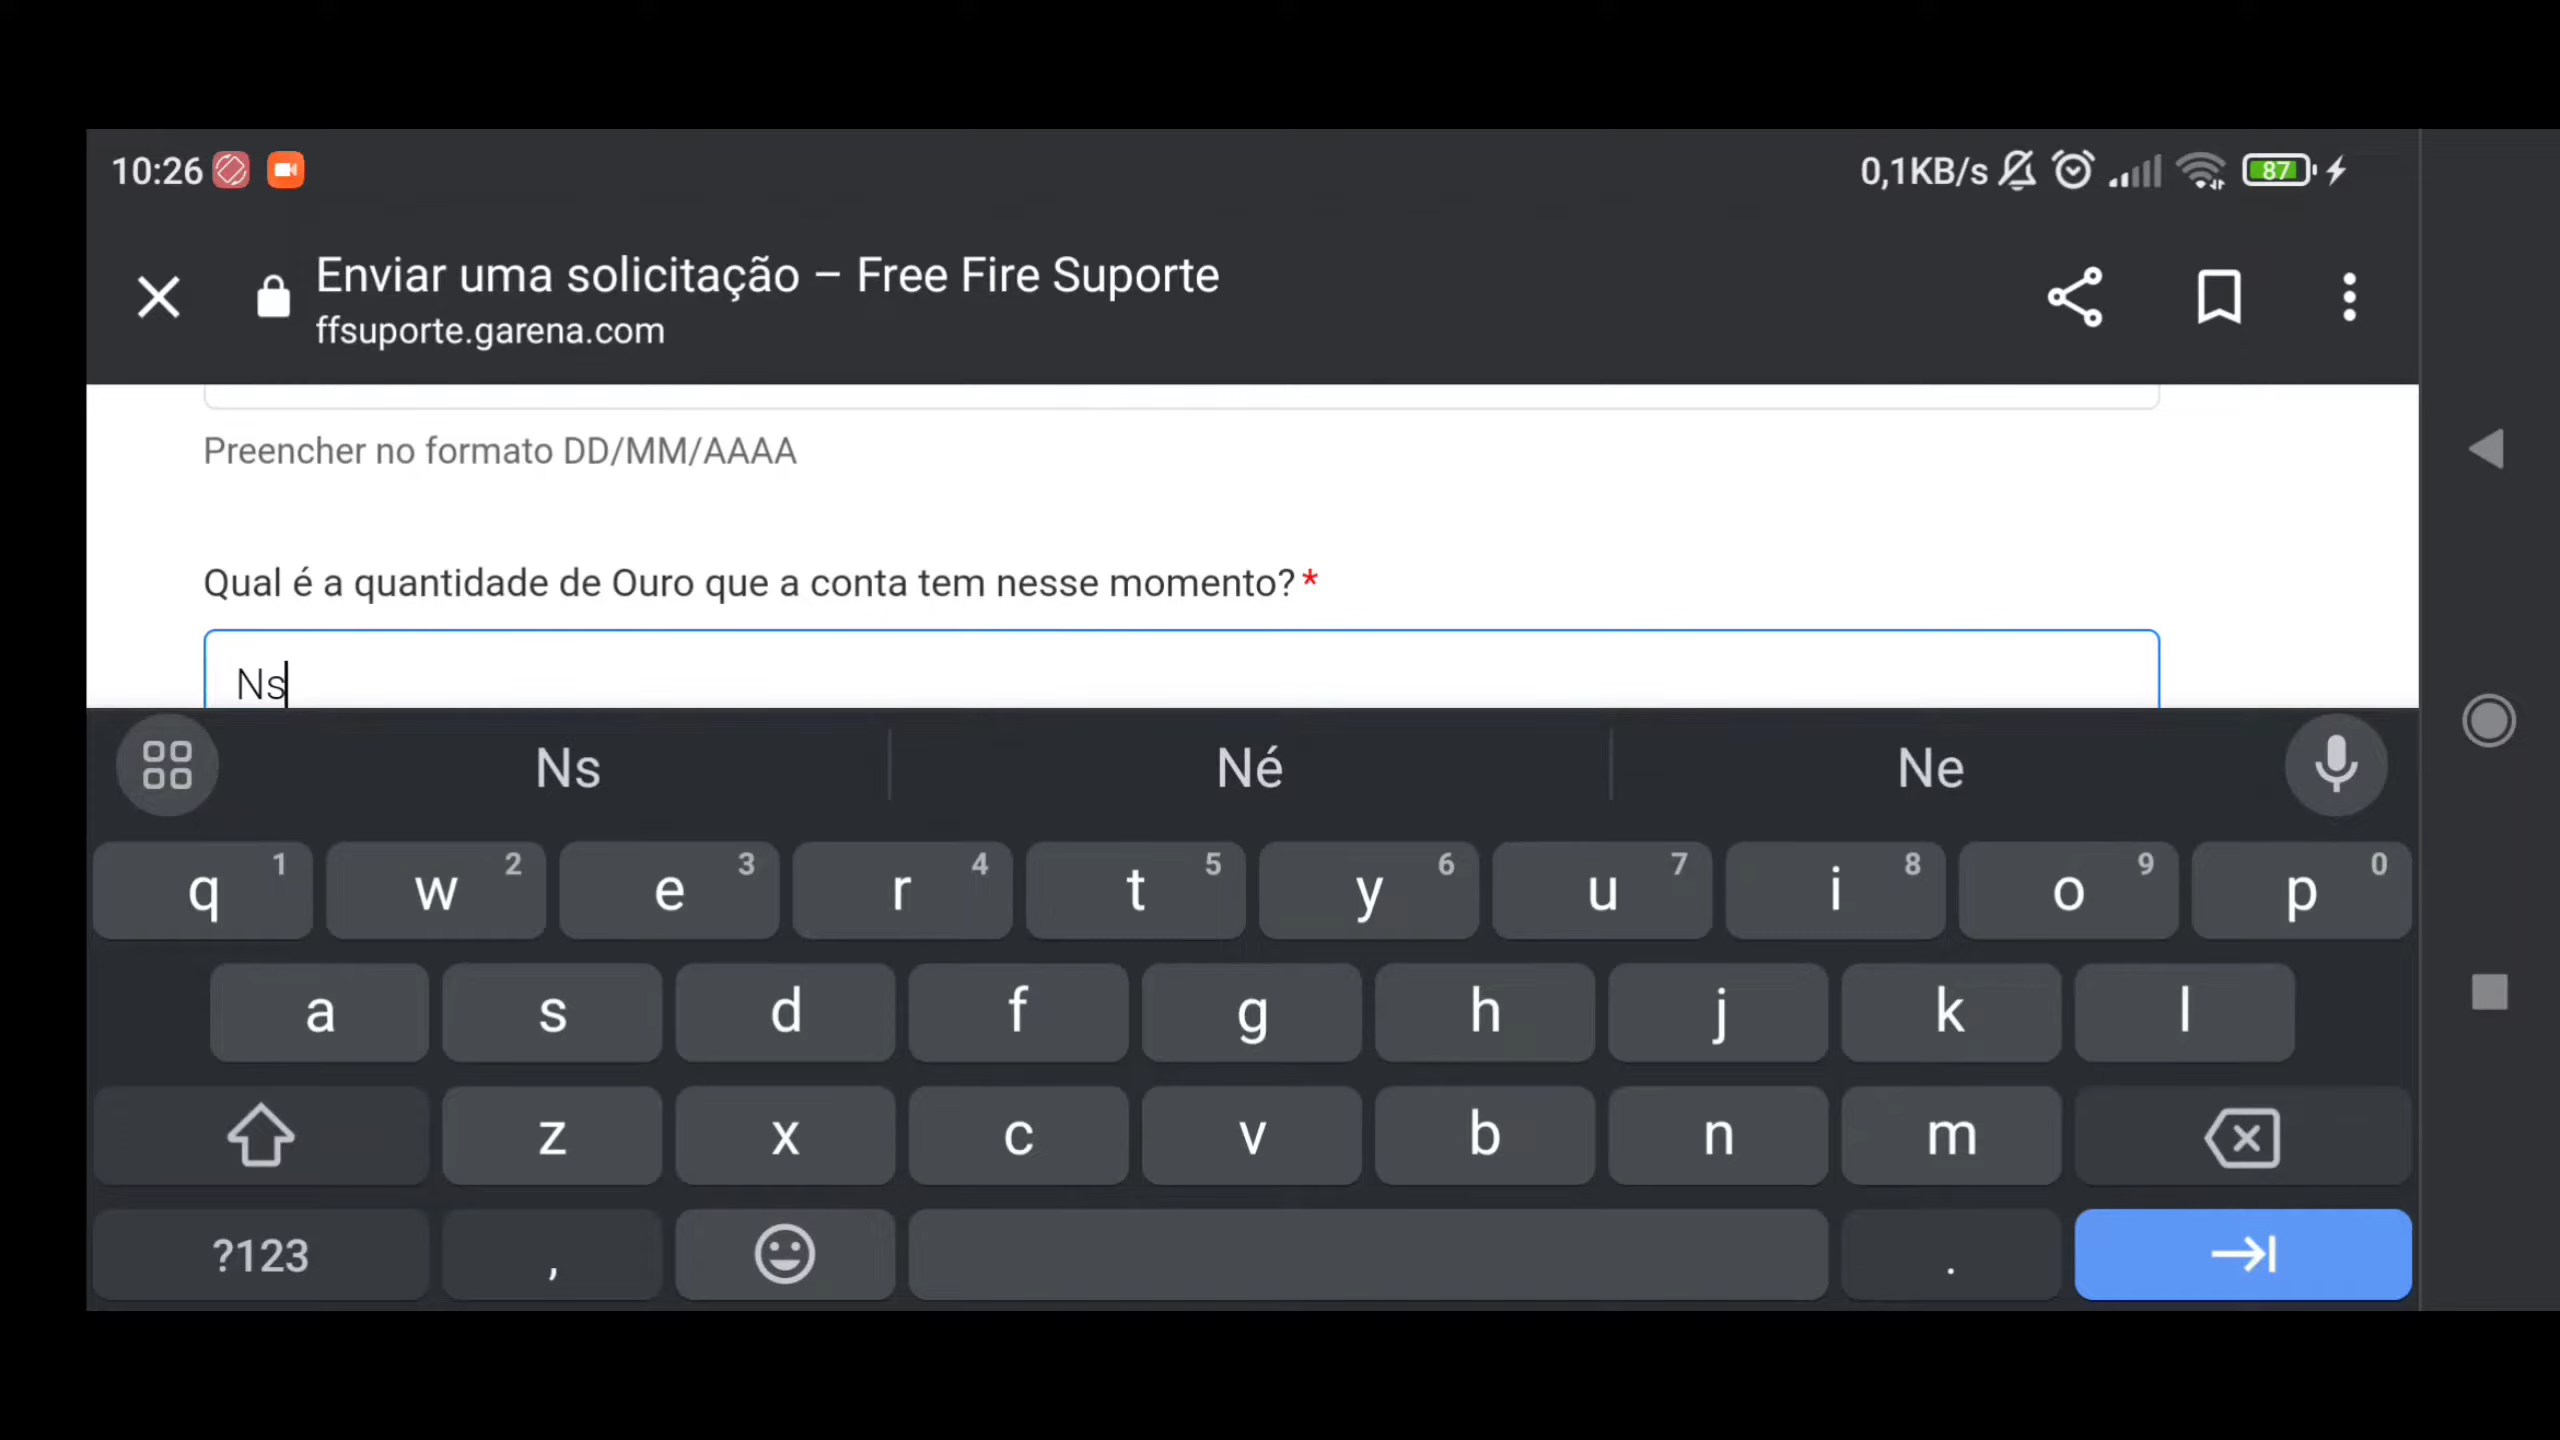 10:26
0,1KB/s
87
Enviar uma solicitação – Free Fire Suporte
ffsuporte.garena.com
Preencher no formato DD/MM/AAAA
Qual é a quantidade de Ouro que a conta tem nesse momento? *
Ns
Ns Né Ne
q 1 w 2 e 3 r 4 t 5 y 6 u 7 i 8 o 9 p 0
a s d f g h j k l
z x c v b n m
?123 , .